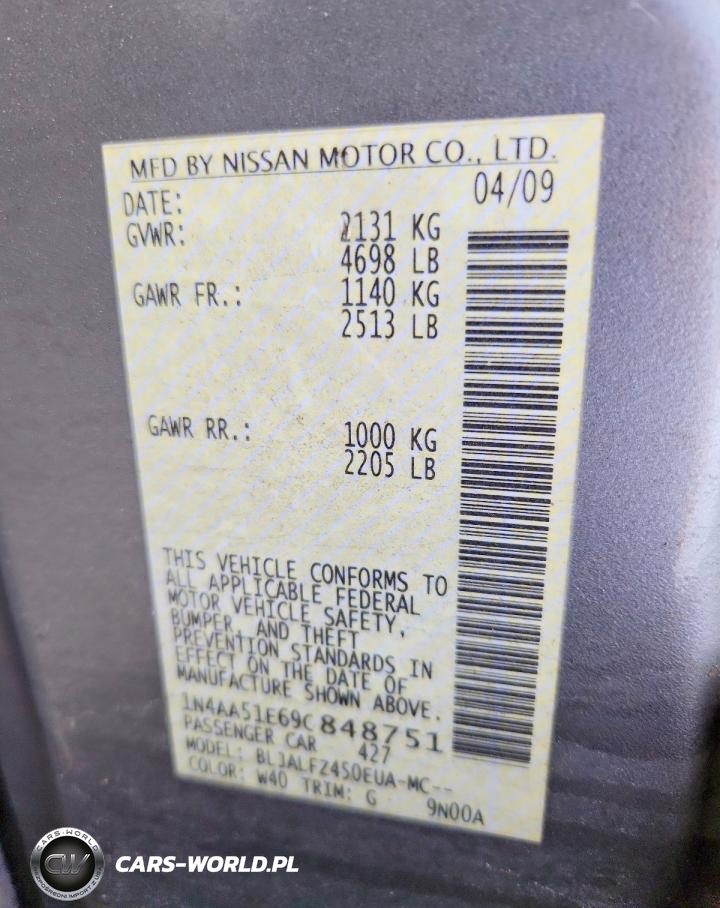 MFD BY NISSAN MOTOR CO., LTD.
DATE: 04/09
GVWR: 2131 KG
4698 LB
GAWR FR.: 1140 KG
2513 LB
GAWR RR.: 1000 KG
2205 LB
THIS VEHICLE CONFORMS TO
ALL APPLICABLE FEDERAL
MOTOR VEHICLE SAFETY,
BUMPER, AND THEFT
PREVENTION STANDARDS IN
EFFECT ON THE DATE OF
MANUFACTURE SHOWN ABOVE.
1N4AA51E69C848751
PASSENGER CAR 427
MODEL: BLJALFZ450EUA-MC--
COLOR: W40 TRIM: G 9N00A
CARS-WORLD
CW
CARS-WORLD.PL